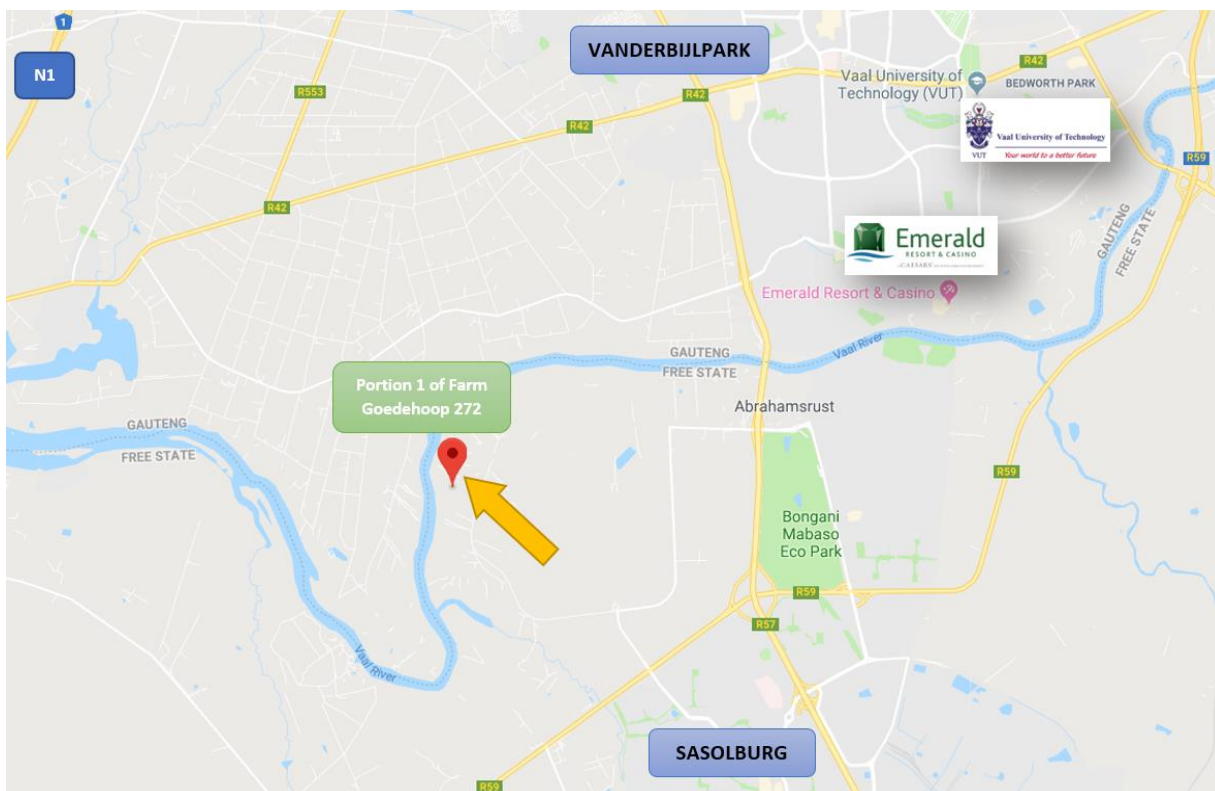 1
N1
VANDERBIJLPARK
R42
Vaal University of
Technology (VUT)
BEDWORTH PARK
R553
R42
R42
Vaal University of Technology
VUT
Your world to a better future
R59
R42
GAUTENG
FREE STATE
Emerald
RESORT & CASINO
Emerald Resort & Casino
Vaal River
GAUTENG
FREE STATE
Portion 1 of Farm
Goedehoop 272
Abrahamsrust
GAUTENG
FREE STATE
R59
Bongani
Mabaso
Eco Park
R59
R57
Vaal River
SASOLBURG
R59